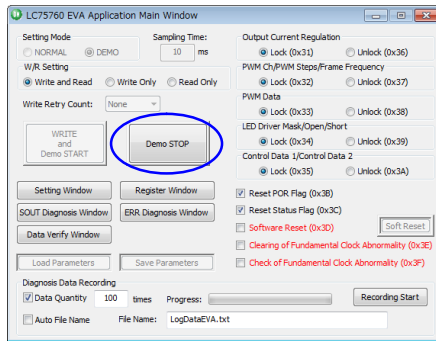 LC75760 EVA Application Main Window
Setting Mode
NORMAL DEMO
Sampling Time:
10 ms
W/R Setting
Write and Read Write Only Read Only
Write Retry Count: None
WRITE
and
Demo START
Demo STOP
Setting Window Register Window
SOUT Diagnosis Window ERR Diagnosis Window
Data Verify Window
Load Parameters Save Parameters
Output Current Regulation
Lock (0x31) Unlock (0x36)
PWM Ch/PWM Steps/Frame Frequency
Lock (0x32) Unlock (0x37)
PWM Data
Lock (0x33) Unlock (0x38)
LED Driver Mask/Open/Short
Lock (0x34) Unlock (0x39)
Control Data 1/Control Data 2
Lock (0x35) Unlock (0x3A)
Reset POR Flag (0x3B)
Reset Status Flag (0x3C)
Software Reset (0x3D) Soft Reset
Clearing of Fundamental Clock Abnormality (0x3E)
Check of Fundamental Clock Abnormality (0x3F)
Diagnosis Data Recording
Data Quantity 100 times Progress: Recording Start
Auto File Name File Name: LogDataEVA.txt